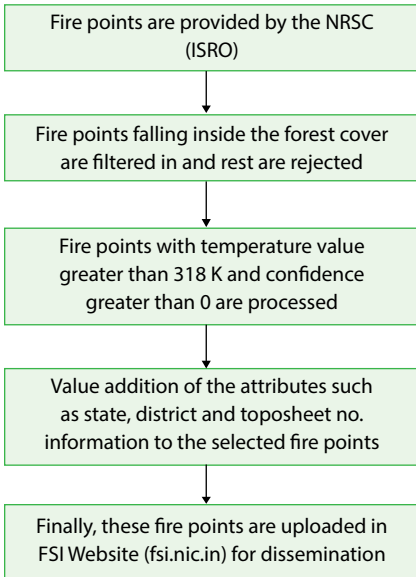 Fire points are provided by the NRSC
(ISRO)
Fire points falling inside the forest cover
are filtered in and rest are rejected
Fire points with temperature value
greater than 318 K and confidence
greater than 0 are processed
Value addition of the attributes such
as state, district and toposheet no.
information to the selected fire points
Finally, these fire points are uploaded in
FSI Website (fsi.nic.in) for dissemination